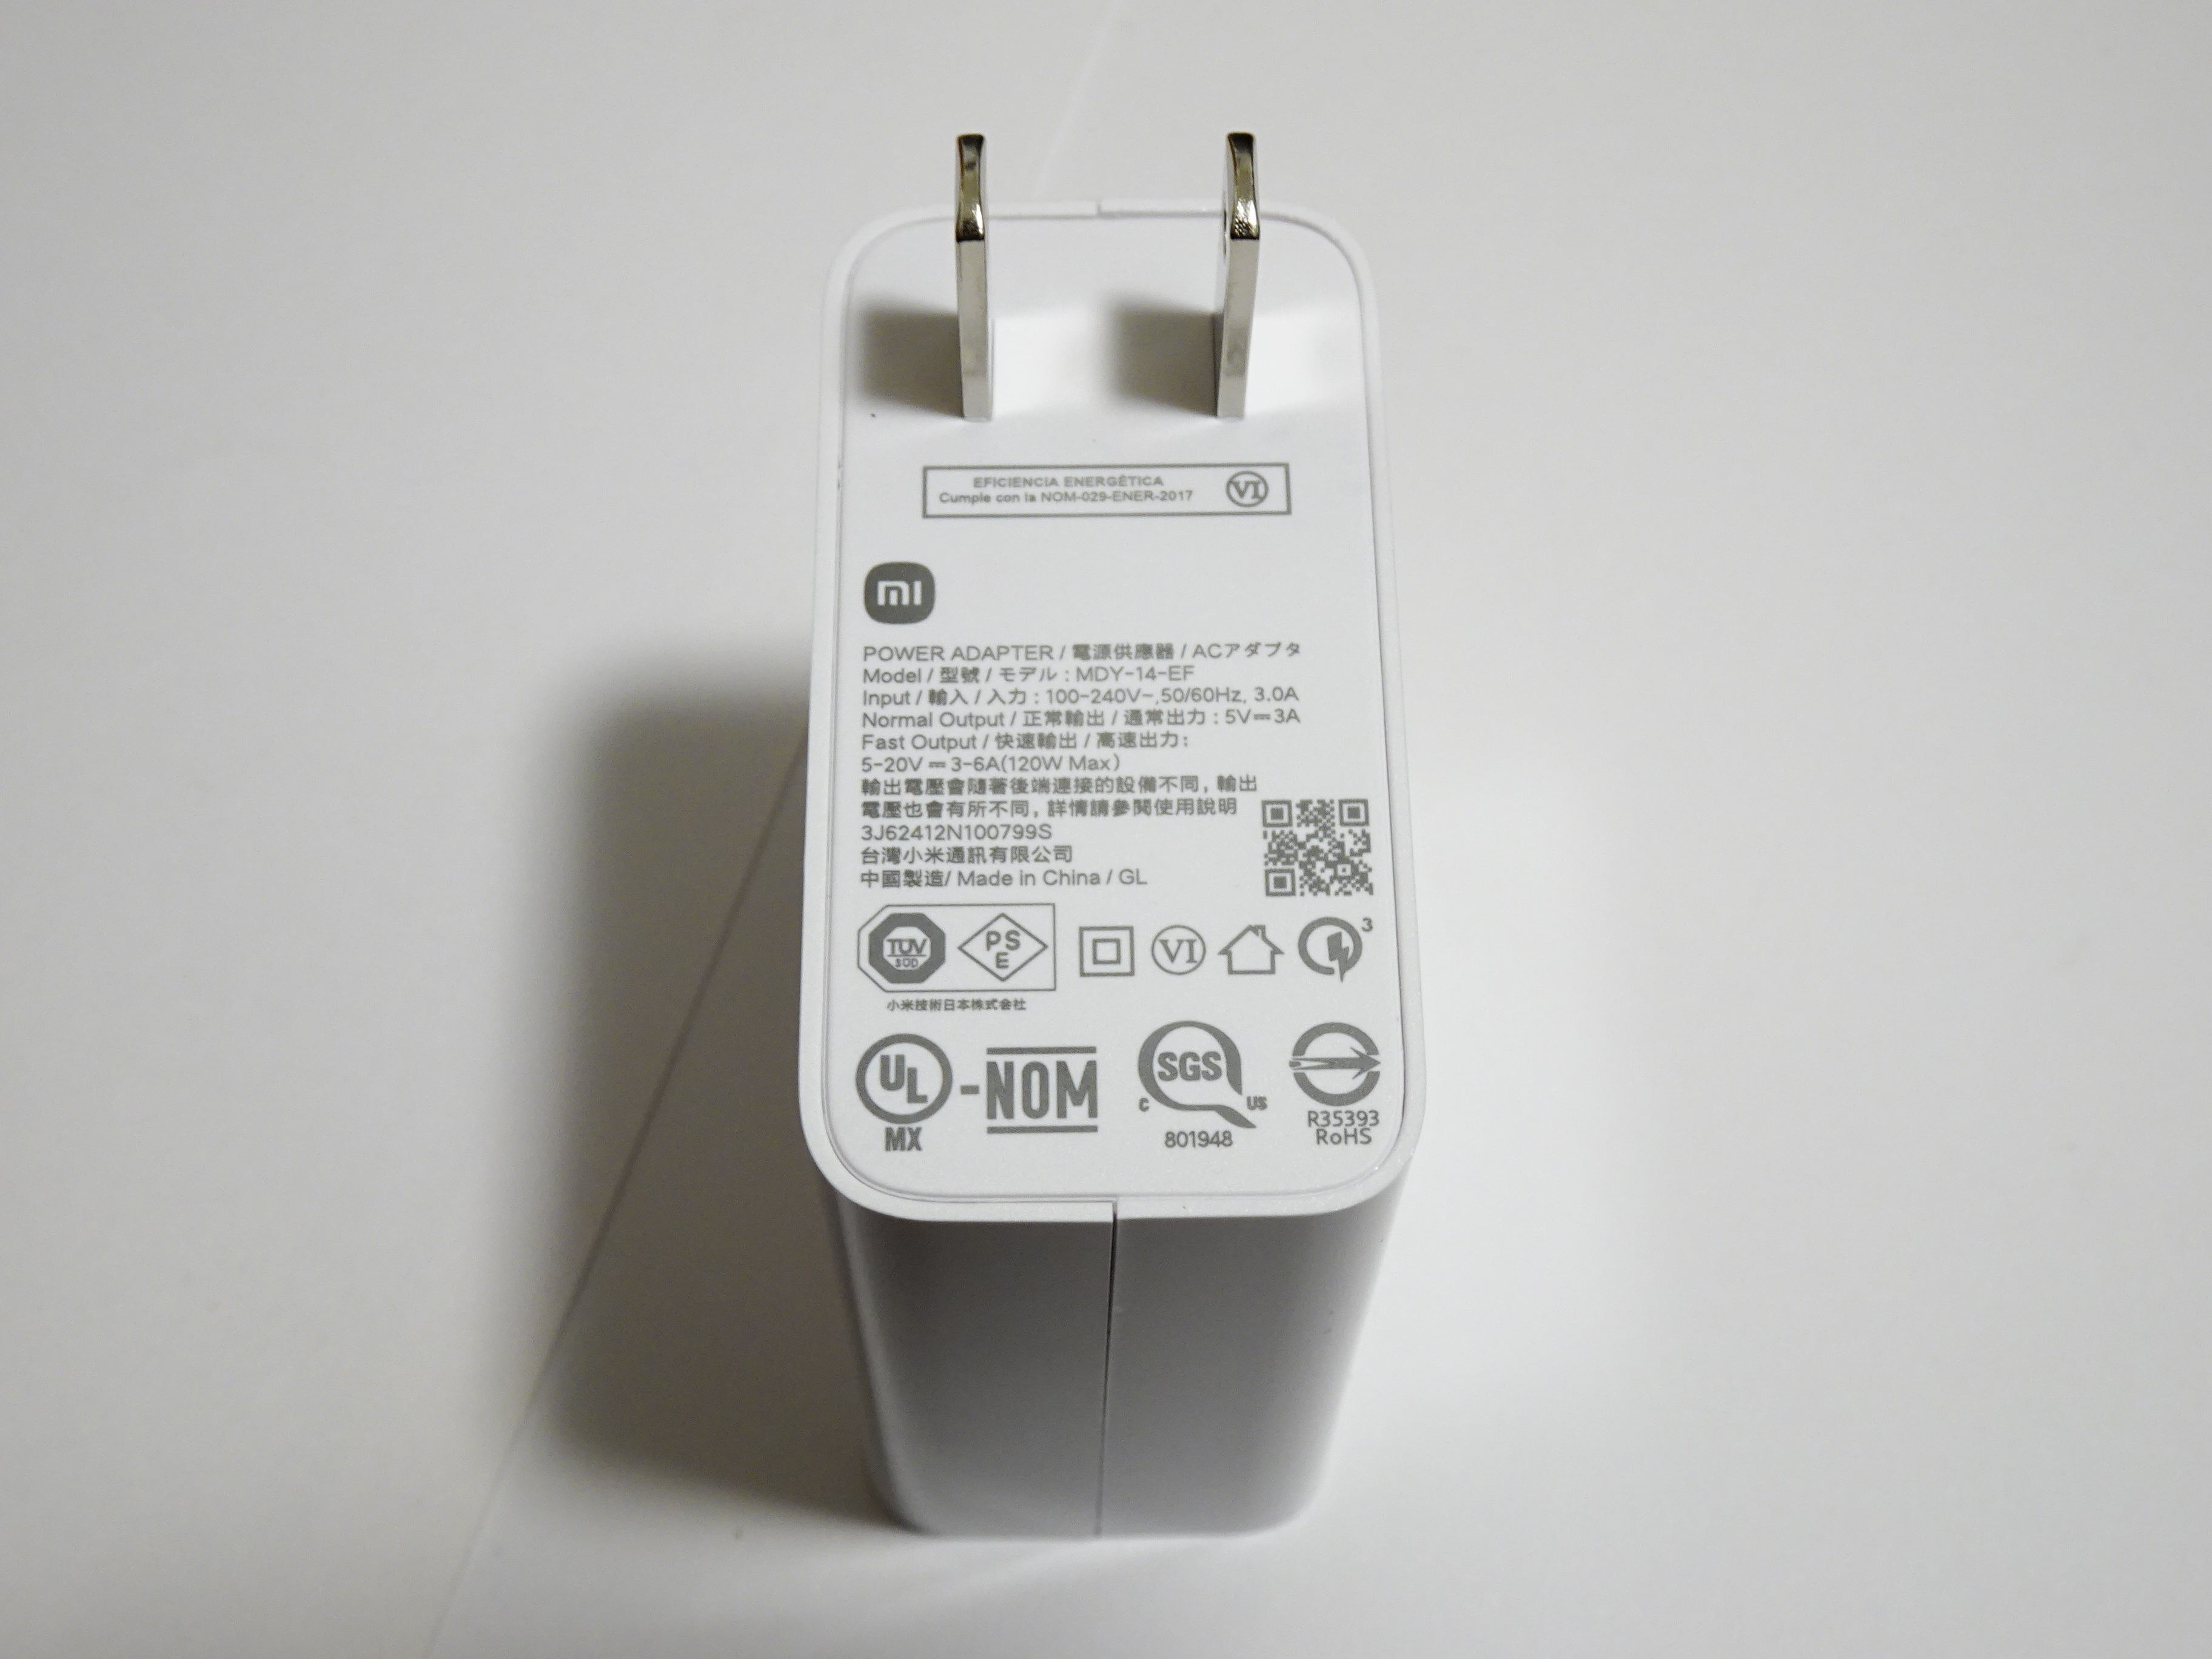 EFICIENCIA ENERGÉTICA
Cumple con la NOM-029-ENER-2017
VI
mi
POWER ADAPTER / 電源供應器 / ACアダプタ
Model / 型號 / モデル : MDY-14-EF
Input / 輸入 / 入力 : 100-240V~,50/60Hz, 3.0A
Normal Output / 正常輸出 / 通常出力 : 5V⎓3A
Fast Output / 快速輸出 / 高速出力 :
5-20V ⎓ 3-6A(120W Max)
輸出電壓會隨著後端連接的設備不同, 輸出
電壓也會有所不同, 詳情請參閱使用說明
3J62412N100799S
台灣小米通訊有限公司
中國製造/ Made in China / GL
TÜV
SÜD
PS
E
VI
3
小米技術日本株式会社
UL
MX
-NOM
SGS
C US
801948
R35393
RoHS